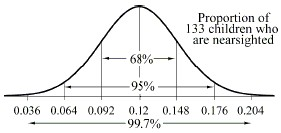 Proportion of
133 children who
are nearsighted
68%
95%
0.036 0.064 0.092 0.12 0.148 0.176 0.204
99.7%